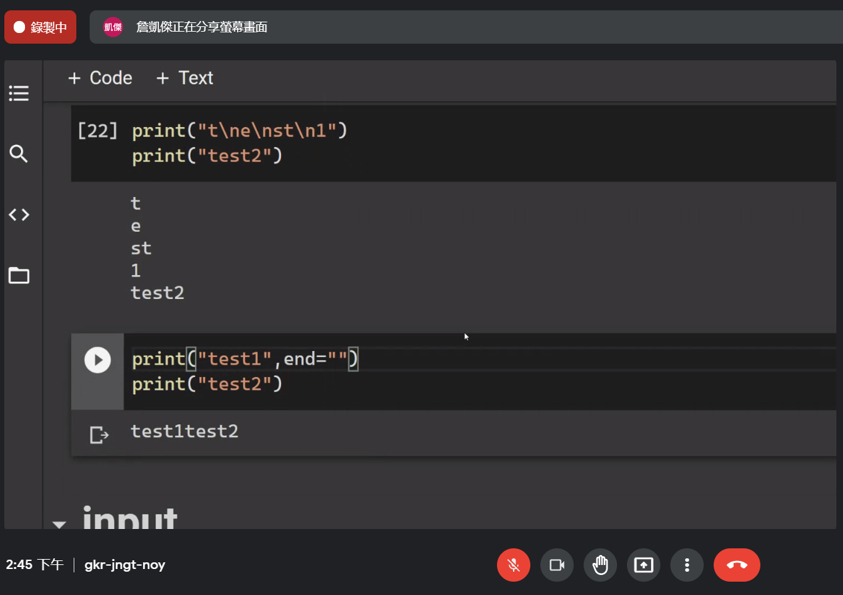 錄製中
凱傑 詹凱傑正在分享螢幕畫面
+ Code + Text
[22] print("t\ne\nst\n1")
print("test2")
t
e
st
1
test2
print("test1",end="")
print("test2")
test1test2
input
2:45 下午 | gkr-jngt-noy